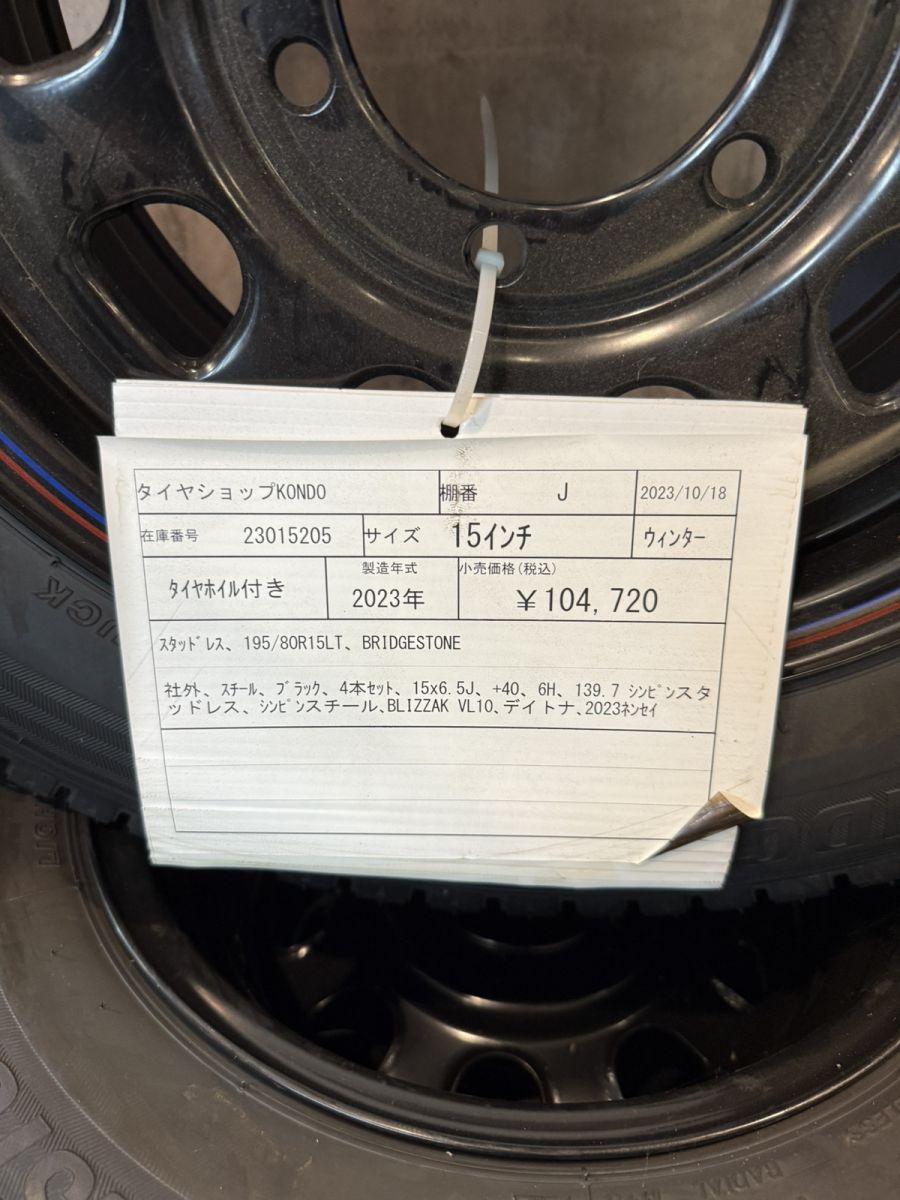 タイヤショップKONDO 棚番 J 2023/10/18
在庫番号 23015205 サイズ 15インチ ウィンター
タイヤホイル付き 製造年式 2023年 小売価格(税込) ￥104,720
スタッドレス、195/80R15LT、BRIDGESTONE
社外、スチール、ブラック、4本セット、15x6.5J、+40、6H、139.7 シンピンスタ
ッドレス、シンピンスチール、BLIZZAK VL10、デイトナ、2023ネンセイ
RADIAL